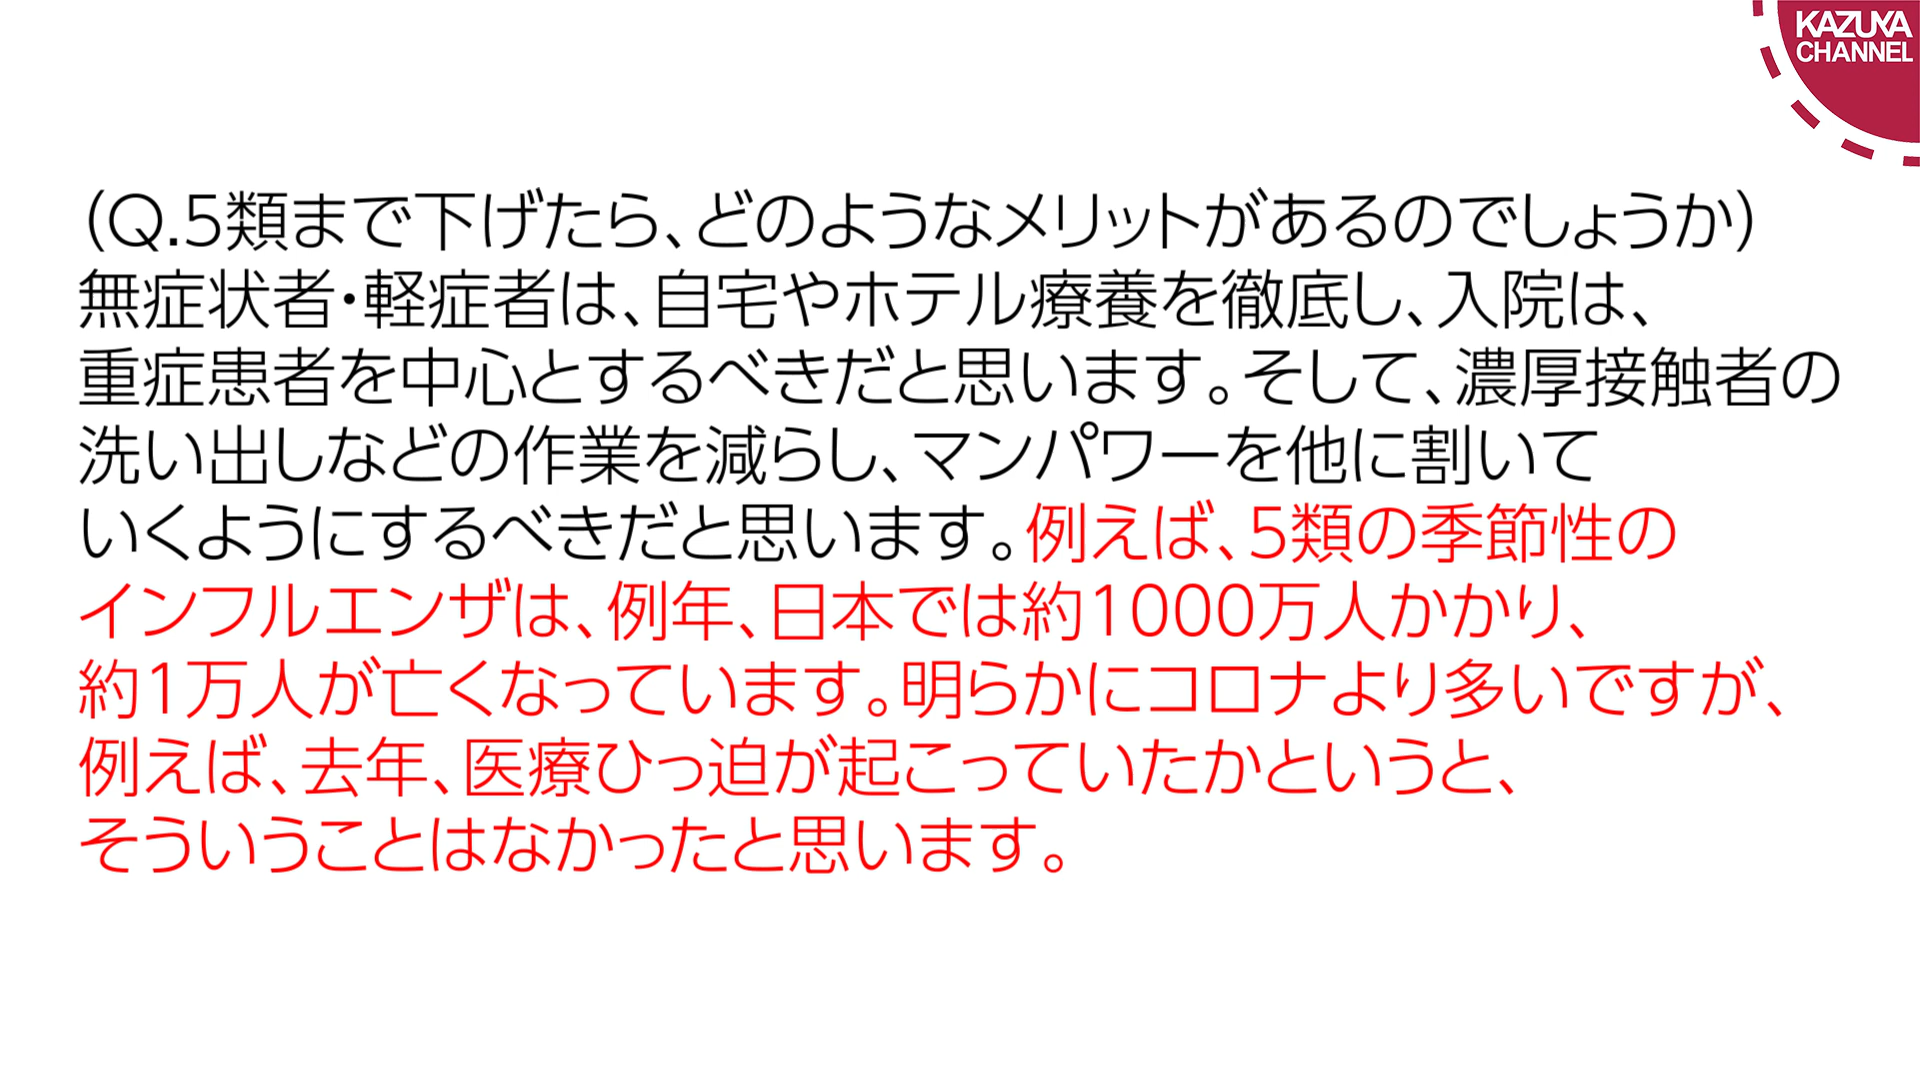 KAZUYA
CHANNEL
(Q.5類まで下げたら、どのようなメリットがあるのでしょうか)
無症状者・軽症者は、自宅やホテル療養を徹底し、入院は、
重症患者を中心とするべきだと思います。そして、濃厚接触者の
洗い出しなどの作業を減らし、マンパワーを他に割いて
いくようにするべきだと思います。例えば、5類の季節性の
インフルエンザは、例年、日本では約1000万人かかり、
約1万人が亡くなっています。明らかにコロナより多いですが、
例えば、去年、医療ひっ迫が起こっていたかというと、
そういうことはなかったと思います。